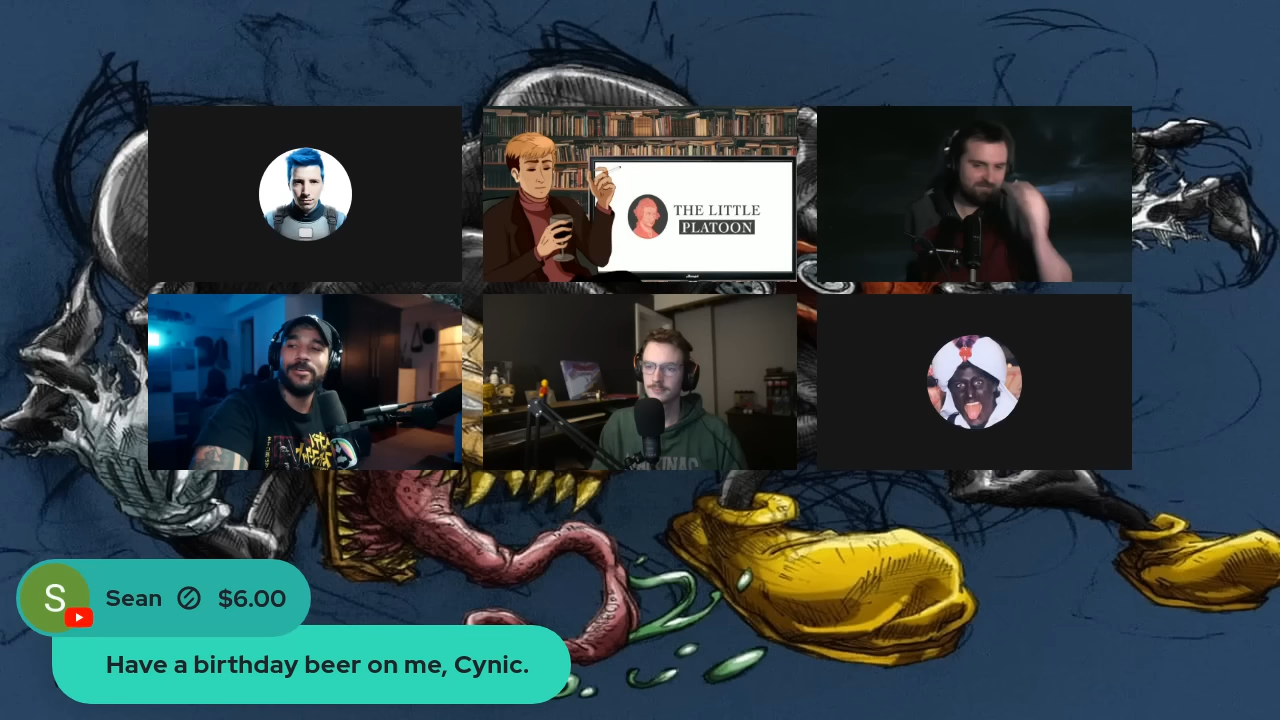 THE LITTLE
PLATOON
S
Sean $6.00
Have a birthday beer on me, Cynic.